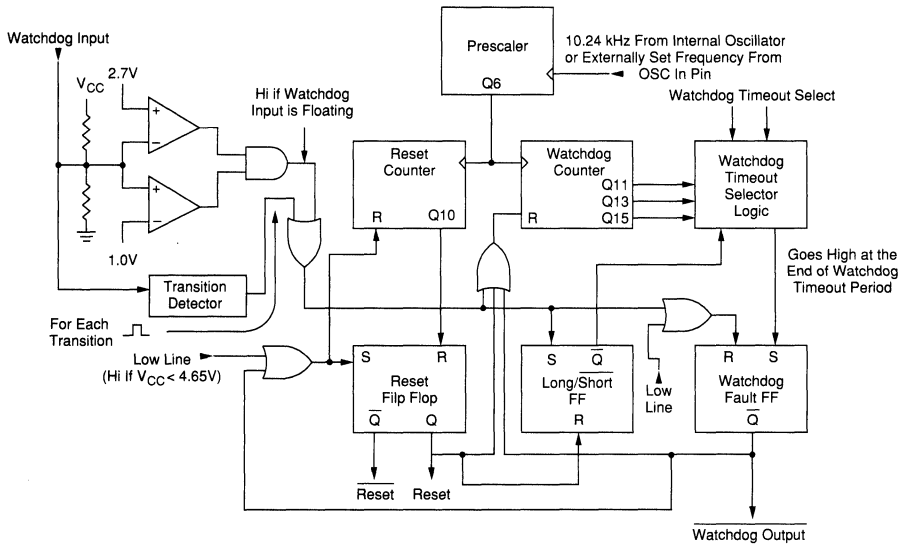 Watchdog Input
VCC
2.7V
Hi if Watchdog
Input is Floating
1.0V
Prescaler
Q6
10.24 kHz From Internal Oscillator
or Externally Set Frequency From
OSC In Pin
Watchdog Timeout Select
Reset
Counter
R
Q10
Watchdog
Counter
Q11
Q13
Q15
R
Watchdog
Timeout
Selector
Logic
Goes High at the
End of Watchdog
Timeout Period
Transition
Detector
For Each
Transition
Low Line
(Hi If VCC < 4.65V)
S
R
Reset
Filp Flop
Q
Q
Reset
Reset
S
Q
Long/Short
FF
R
Low
Line
R
S
Watchdog
Fault FF
Q
Watchdog Output